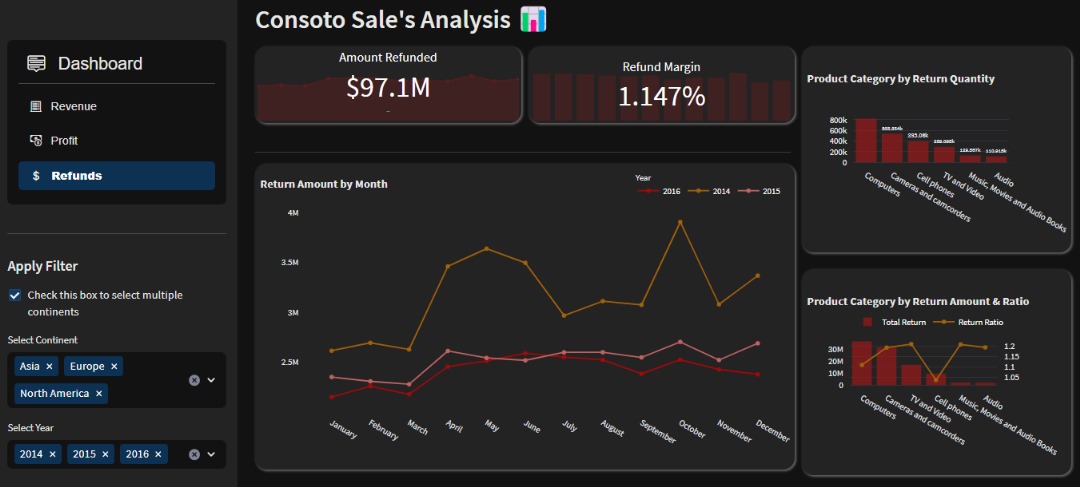 Consoto Sale's Analysis
Dashboard
Revenue
Profit
$ Refunds
Apply Filter
Check this box to select multiple
continents
Select Continent
Asia × Europe ×
North America ×
Select Year
2014 × 2015 × 2016 ×
Amount Refunded
$97.1M
-
Refund Margin
1.147%
Return Amount by Month
Year
2016 2014 2015
4M
3.5M
3M
2.5M
January February March April May June July August September October November December
Product Category by Return Quantity
800k
600k
400k
200k
0
Computers Cameras and camcorders Cell phones TV and Video Music, Movies and Audio Books Audio
Product Category by Return Amount & Ratio
Total Return Return Ratio
30M 1.2
20M 1.15
10M 1.1
0 1.05
Computers Cameras and camcorders TV and Video Cell phones Music, Movies and Audio Books Audio